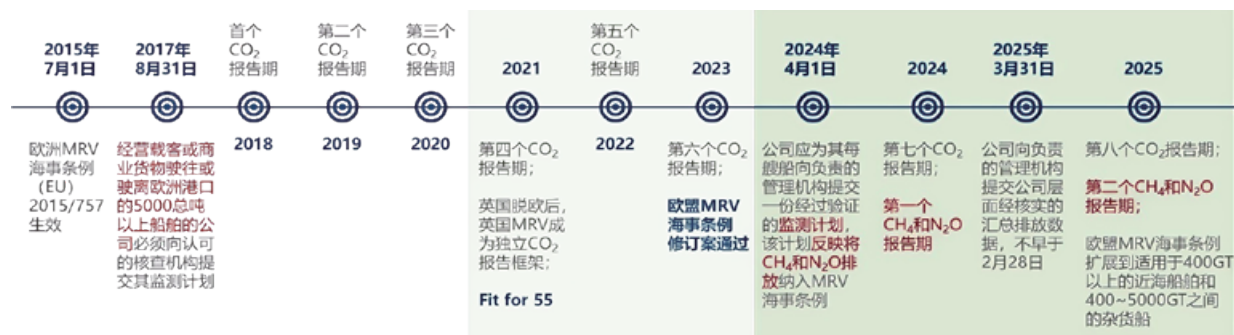 2015年
7月1日
欧洲MRV
海事条例
（EU）
2015/757
生效
2017年
8月31日
经营载客或商
业货物驶往或
驶离欧洲港口
的5000总吨
以上船舶的公
司必须向认可
的核查机构提
交其监测计划
首个
CO₂
报告期
2018
第二个
CO₂
报告期
2019
第三个
CO₂
报告期
2020
2021
第四个CO₂
报告期；
英国脱欧后，
英国MRV成
为独立CO₂
报告框架；
Fit for 55
第五个
CO₂
报告期
2022
2023
第六个CO₂
报告期；
欧盟MRV
海事条例
修订案通过
2024年
4月1日
公司应为其每
艘船向负责的
管理机构提交
一份经过验证
的监测计划，
该计划反映将
CH₄和N₂O排
放纳入MRV
海事条例
2024
第七个CO₂
报告期；
第一个
CH₄和N₂O
报告期
2025年
3月31日
公司向负责
的管理机构
提交公司层
面经核实的
汇总排放数
据，不早于
2月28日
2025
第八个CO₂报告期；
第二个CH₄和N₂O
报告期；
欧盟MRV海事条例
扩展到适用于400GT
以上的近海船舶和
400~5000GT之间
的杂货船